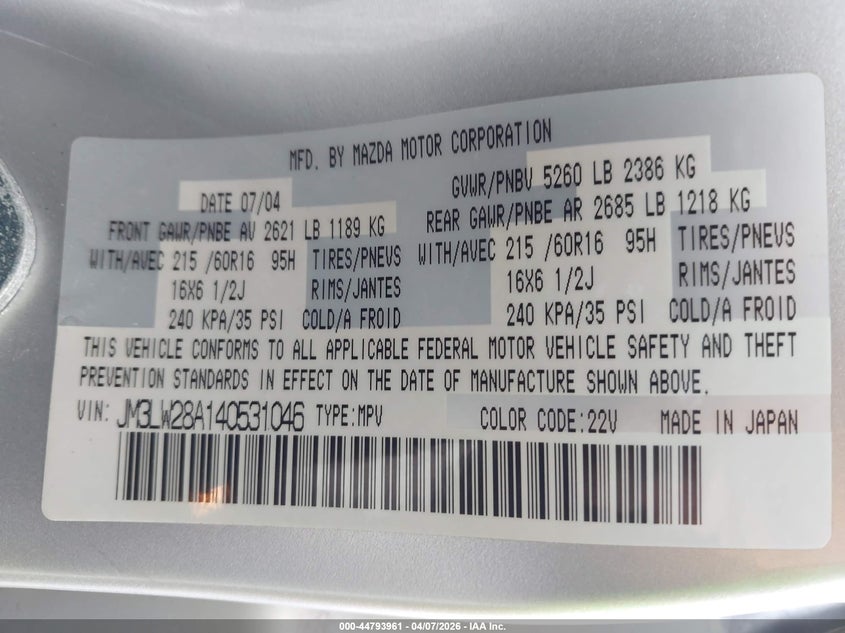 MFD. BY MAZDA MOTOR CORPORATION
DATE 07/04 GVWR/PNBV 5260 LB 2386 KG
FRONT GAWR/PNBE AV 2621 LB 1189 KG REAR GAWR/PNBE AR 2685 LB 1218 KG
WITH/AVEC 215 /60R16 95H TIRES/PNEUS WITH/AVEC 215 /60R16 95H TIRES/PNEUS
16X6 1/2J RIMS/JANTES 16X6 1/2J RIMS/JANTES
240 KPA/35 PSI COLD/A FROID 240 KPA/35 PSI COLD/A FROID
THIS VEHICLE CONFORMS TO ALL APPLICABLE FEDERAL MOTOR VEHICLE SAFETY AND THEFT
PREVENTION STANDARDS IN EFFECT ON THE DATE OF MANUFACTURE SHOWN ABOVE.
VIN: JM3LW28A140531046 TYPE:MPV COLOR CODE:22V MADE IN JAPAN
000-44793961 - 04/07/2026 - IAA Inc.